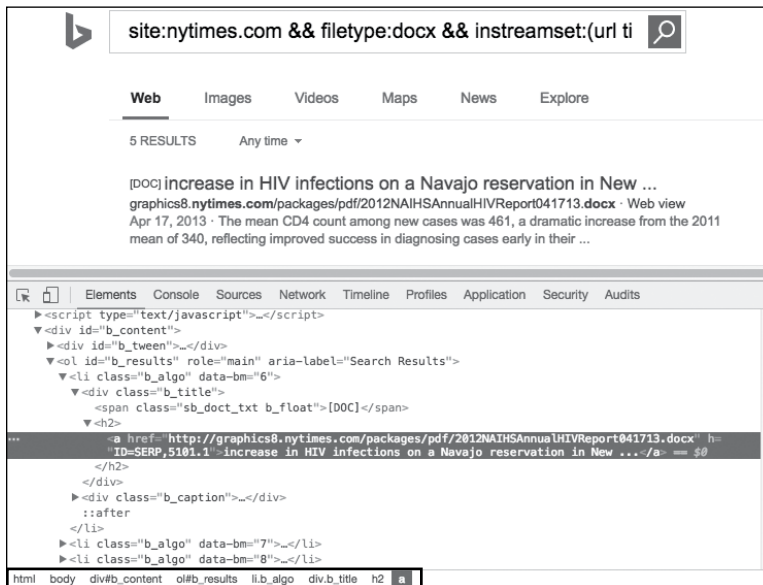 site:nytimes.com && filetype:docx && instreamset:(url ti
Web Images Videos Maps News Explore
5 RESULTS Any time
[DOC] increase in HIV infections on a Navajo reservation in New ...
graphics8.nytimes.com/packages/pdf/2012NAIHSAnnualHIVReport041713.docx · Web view
Apr 17, 2013 · The mean CD4 count among new cases was 461, a dramatic increase from the 2011
mean of 340, reflecting improved success in diagnosing cases early in their ...
Elements Console Sources Network Timeline Profiles Application Security Audits
▶<script type="text/javascript">…</script>
▼<div id="b_content">
▶<div id="b_tween">…</div>
▼<ol id="b_results" role="main" aria-label="Search Results">
▼<li class="b_algo" data-bm="6">
▼<div class="b_title">
<span class="sb_doct_txt b_float">[DOC]</span>
▼<h2>
<a href="http://graphics8.nytimes.com/packages/pdf/2012NAIHSAnnualHIVReport041713.docx" h=
"ID=SERP,5101.1">increase in HIV infections on a Navajo reservation in New ...</a> == $0
</h2>
</div>
▶<div class="b_caption">…</div>
::after
</li>
▶<li class="b_algo" data-bm="7">…</li>
▶<li class="b_algo" data-bm="8">…</li>
html body div#b_content ol#b_results li.b_algo div.b_title h2 a